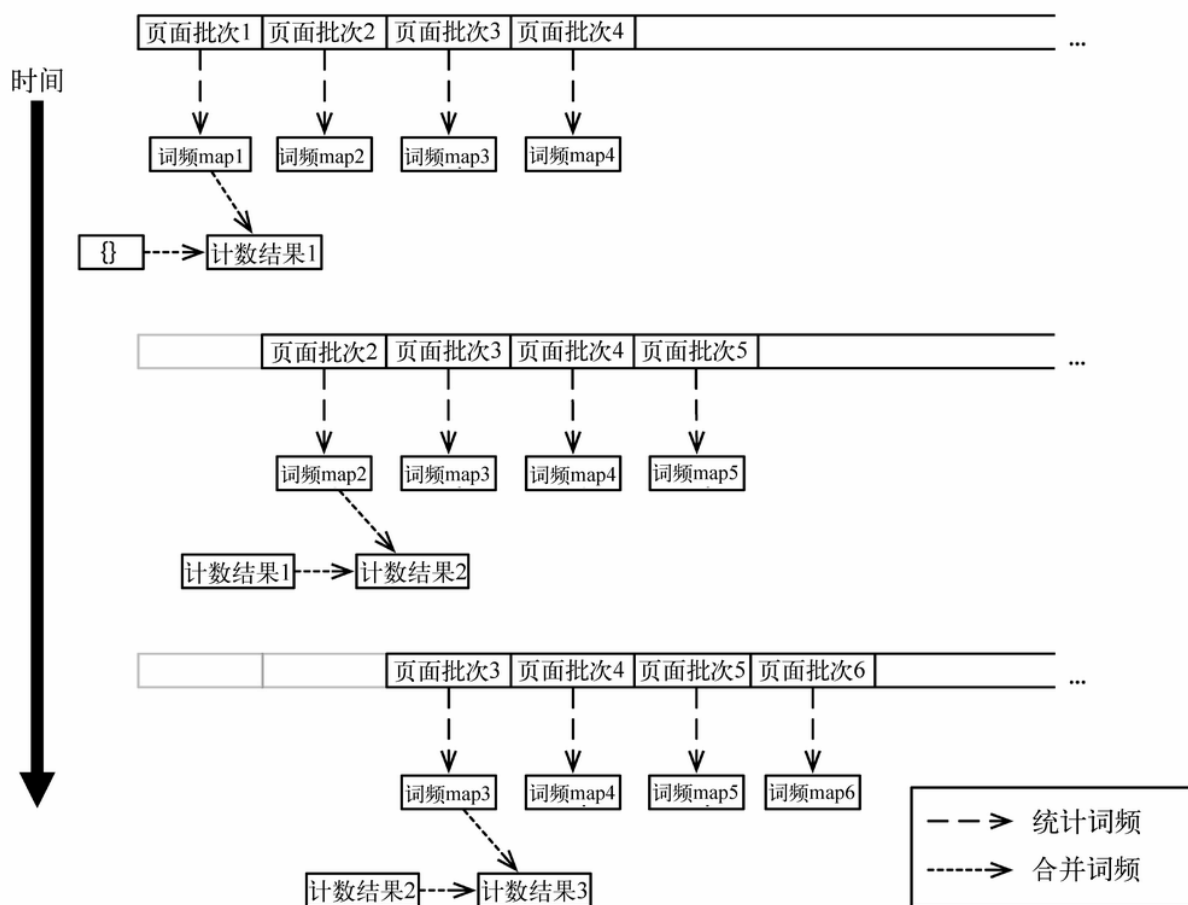 页面批次1 页面批次2 页面批次3 页面批次4 ...
时间
词频map1 词频map2 词频map3 词频map4
{} 计数结果1
页面批次2 页面批次3 页面批次4 页面批次5 ...
词频map2 词频map3 词频map4 词频map5
计数结果1 计数结果2
页面批次3 页面批次4 页面批次5 页面批次6 ...
词频map3 词频map4 词频map5 词频map6
统计词频
合并词频
计数结果2 计数结果3